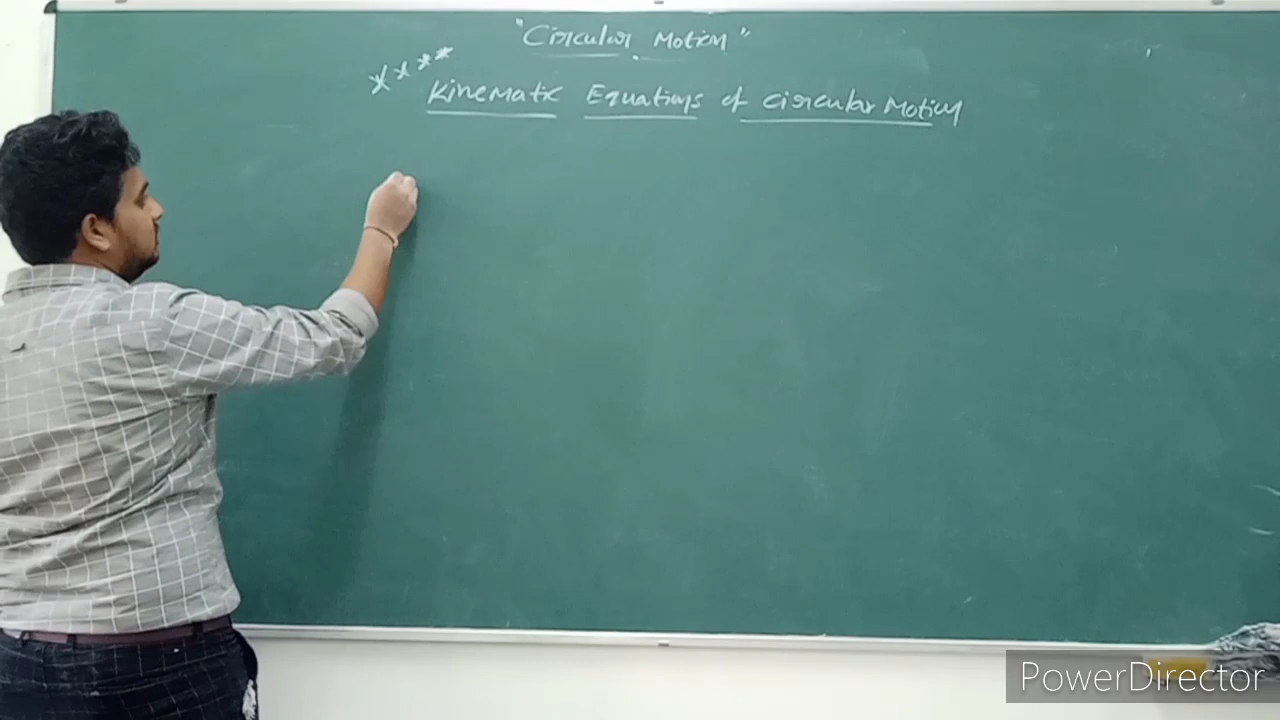 "Circular Motion"
**** Kinematic Equations of Circular Motion
PowerDirector